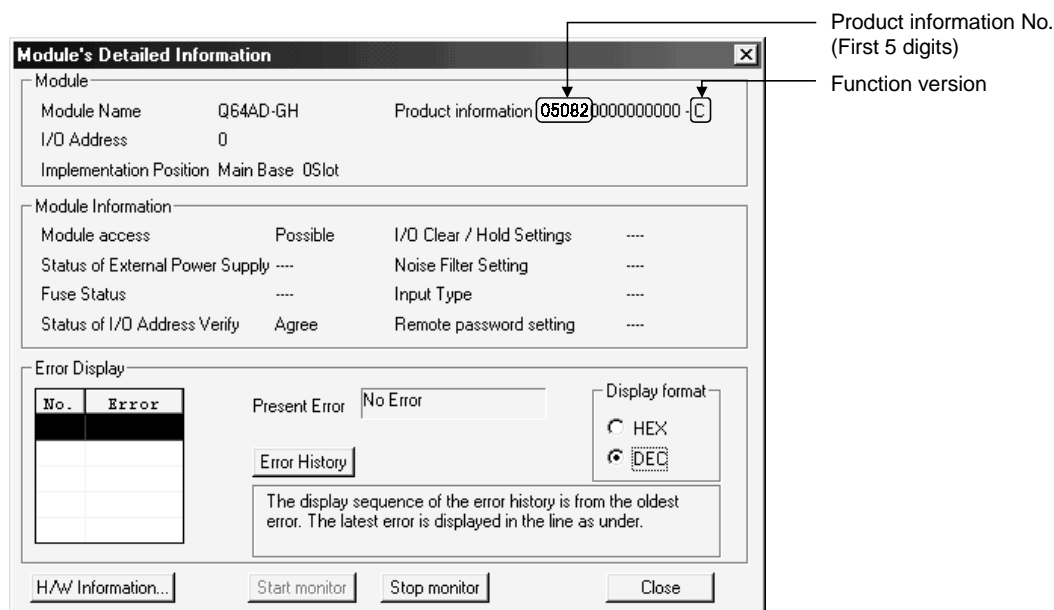 Product information No.
(First 5 digits)
Function version
Module's Detailed Information
Module
Module Name Q64AD-GH Product information 050820000000000 -C
I/O Address 0
Implementation Position Main Base 0Slot
Module Information
Module access Possible I/O Clear / Hold Settings ----
Status of External Power Supply ---- Noise Filter Setting ----
Fuse Status ---- Input Type ----
Status of I/O Address Verify Agree Remote password setting ----
Error Display
No. Error
Present Error No Error
Display format
HEX
DEC
Error History
The display sequence of the error history is from the oldest
error. The latest error is displayed in the line as under.
H/W Information... Start monitor Stop monitor Close